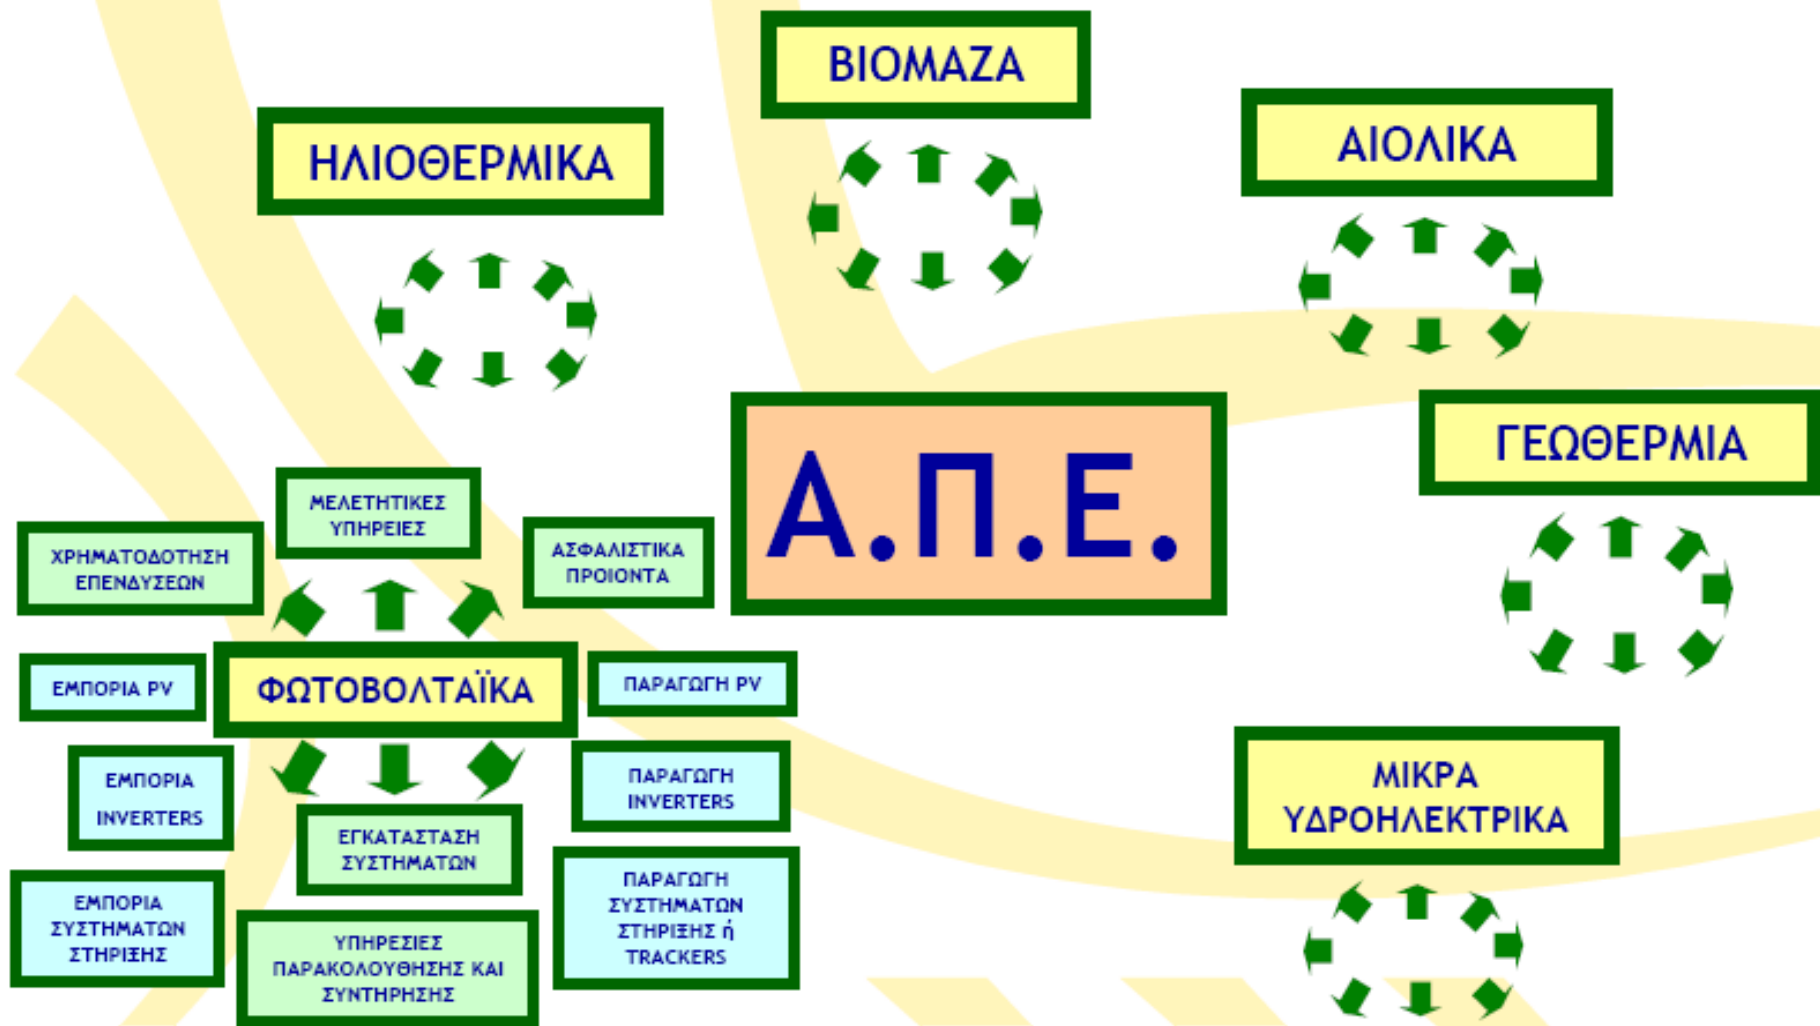 ΒΙΟΜΑΖΑ
ΗΛΙΟΘΕΡΜΙΚΑ
ΑΙΟΛΙΚΑ
Α.Π.Ε.
ΓΕΩΘΕΡΜΙΑ
ΜΕΛΕΤΗΤΙΚΕΣ
ΥΠΗΡΕΙΕΣ
ΧΡΗΜΑΤΟΔΟΤΗΣΗ
ΕΠΕΝΔΥΣΕΩΝ
ΑΣΦΑΛΙΣΤΙΚΑ
ΠΡΟΙΟΝΤΑ
ΕΜΠΟΡΙΑ PV
ΦΩΤΟΒΟΛΤΑΪΚΑ
ΠΑΡΑΓΩΓΗ PV
ΕΜΠΟΡΙΑ
INVERTERS
ΠΑΡΑΓΩΓΗ
INVERTERS
ΜΙΚΡΑ
ΥΔΡΟΗΛΕΚΤΡΙΚΑ
ΕΓΚΑΤΑΣΤΑΣΗ
ΣΥΣΤΗΜΑΤΩΝ
ΕΜΠΟΡΙΑ
ΣΥΣΤΗΜΑΤΩΝ
ΣΤΗΡΙΞΗΣ
ΠΑΡΑΓΩΓΗ
ΣΥΣΤΗΜΑΤΩΝ
ΣΤΗΡΙΞΗΣ ή
TRACKERS
ΥΠΗΡΕΣΙΕΣ
ΠΑΡΑΚΟΛΟΥΘΗΣΗΣ ΚΑΙ
ΣΥΝΤΗΡΗΣΗΣ